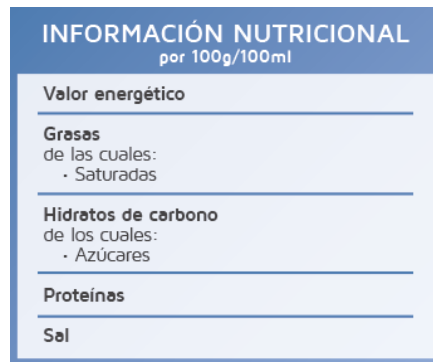 INFORMACIÓN NUTRICIONAL
por 100g/100ml
Valor energético
Grasas
de las cuales:
· Saturadas
Hidratos de carbono
de los cuales:
· Azúcares
Proteínas
Sal